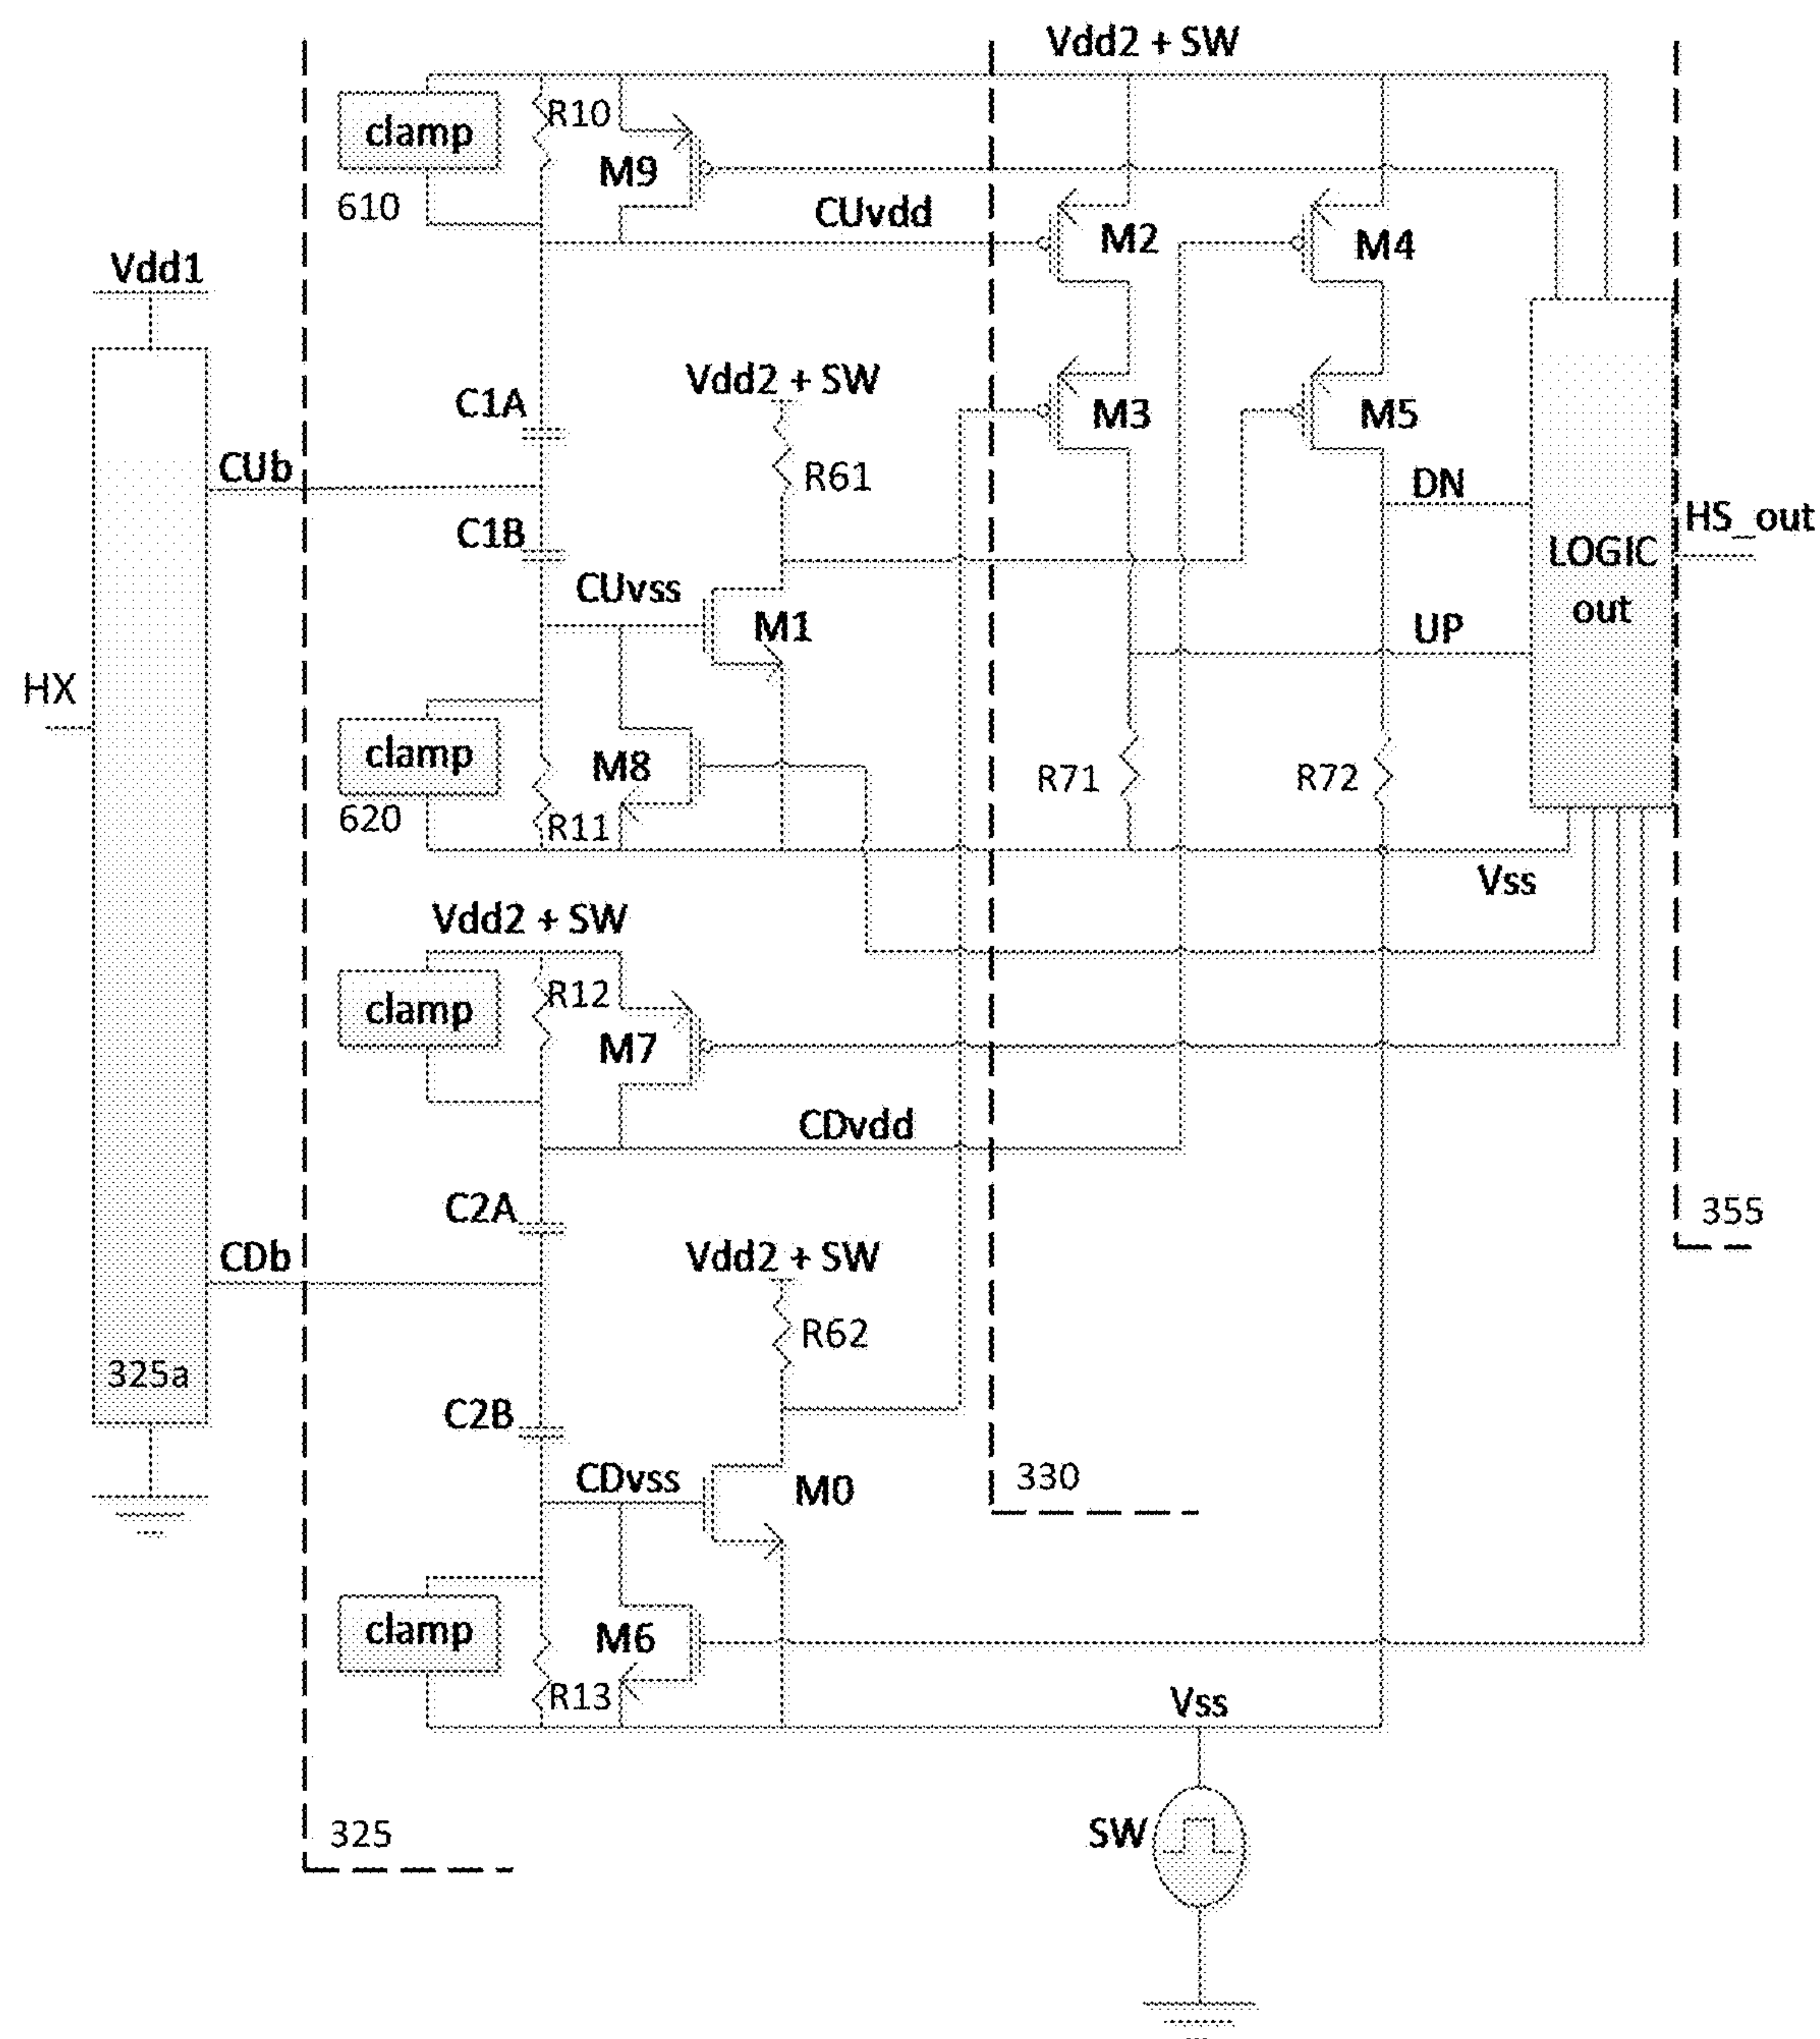 Vdd2 + SW
clamp
R10
M9
610
CUvdd
M2
M4
Vdd1
C1A
Vdd2 + SW
M3
M5
CUb
R61
DN
HS_out
C1B
LOGIC
out
CUvss
M1
UP
HX
clamp
M8
R71
R72
620
R11
Vss
Vdd2 + SW
clamp
R12
M7
CDvdd
C2A
355
CDb
Vdd2 + SW
R62
325a
C2B
CDvss
M0
330
clamp
M6
R13
Vss
325
SW